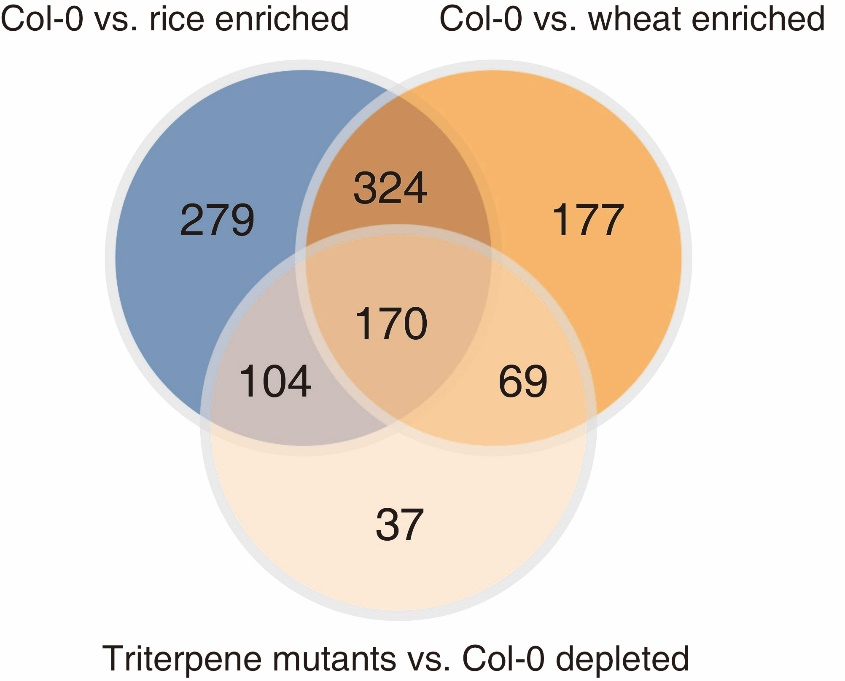 Col-0 vs. rice enriched
Col-0 vs. wheat enriched
324
279
177
170
104
69
37
Triterpene mutants vs. Col-0 depleted